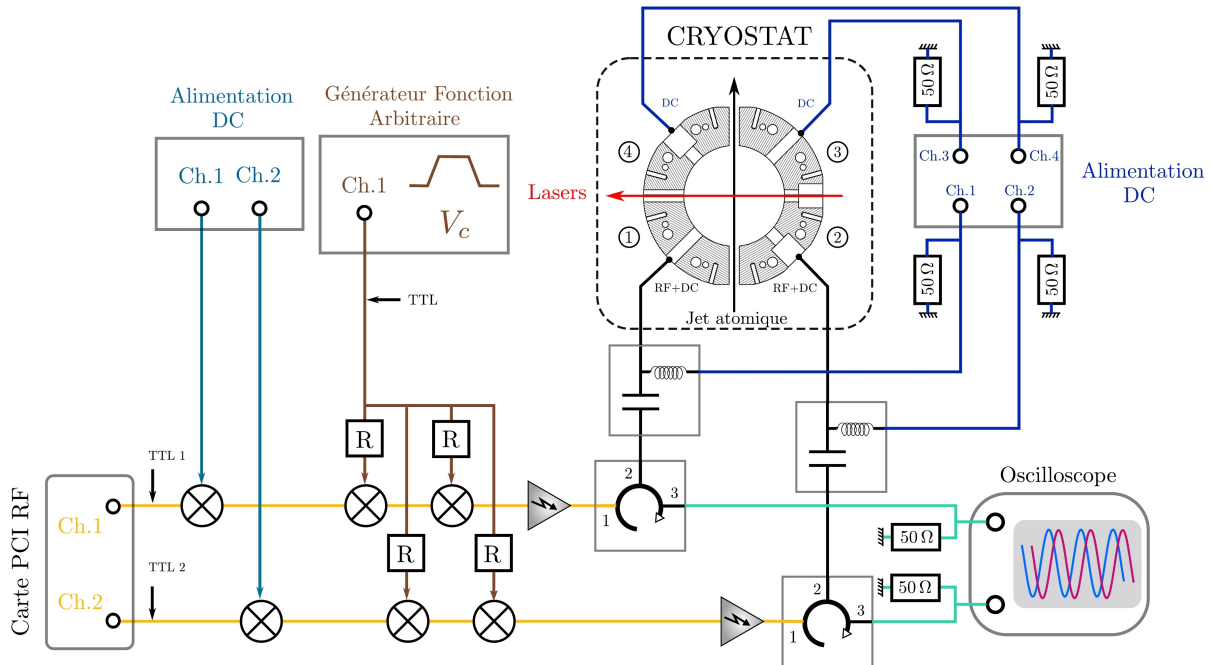 CRYOSTAT
Alimentation
DC
Ch.1
Ch.2
Générateur Fonction
Arbitraire
Ch.1
V_c
TTL
DC
DC
④
③
Lasers
①
②
RF+DC
RF+DC
Jet atomique
50 Ω
50 Ω
Ch.3
Ch.4
Ch.1
Ch.2
Alimentation
DC
50 Ω
50 Ω
R
R
R
R
Carte PCI RF
Ch.1
Ch.2
TTL 1
TTL 2
1
2
3
1
2
3
50 Ω
50 Ω
Oscilloscope